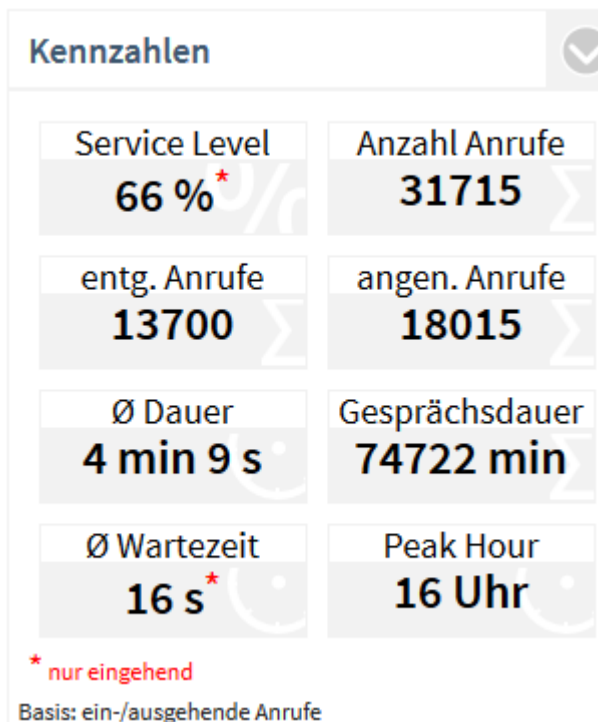 Kennzahlen
Service Level
66 %*
Anzahl Anrufe
31715
entg. Anrufe
13700
angen. Anrufe
18015
Ø Dauer
4 min 9 s
Gesprächsdauer
74722 min
Ø Wartezeit
16 s*
Peak Hour
16 Uhr
* nur eingehend
Basis: ein-/ausgehende Anrufe